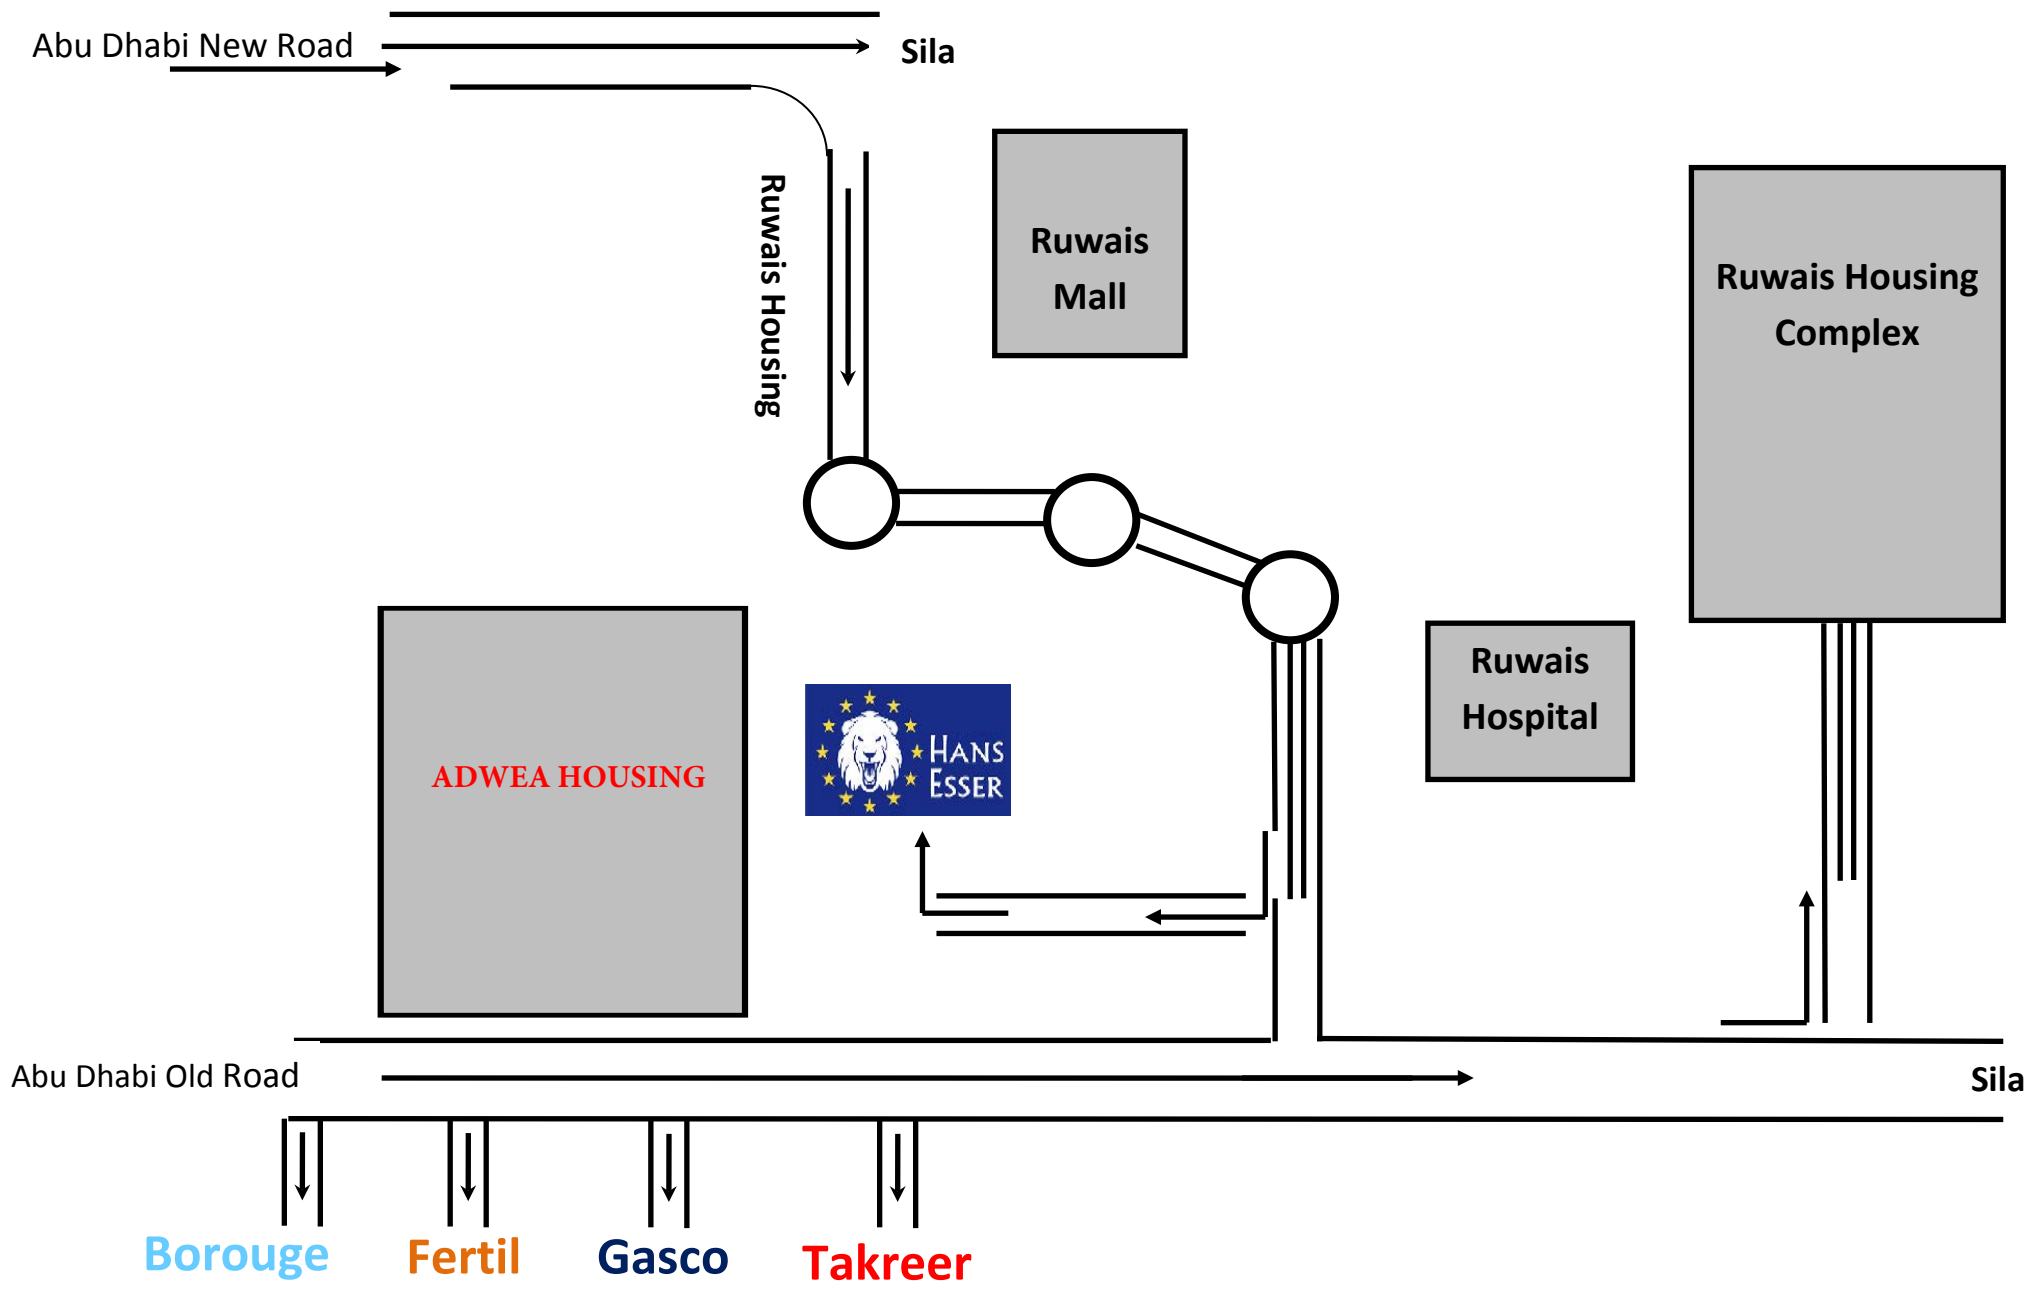 Abu Dhabi New Road
Sila
Ruwais Housing
Ruwais
Mall
Ruwais Housing
Complex
Ruwais
Hospital
ADWEA HOUSING
HANS
ESSER
Abu Dhabi Old Road
Sila
Borouge
Fertil
Gasco
Takreer